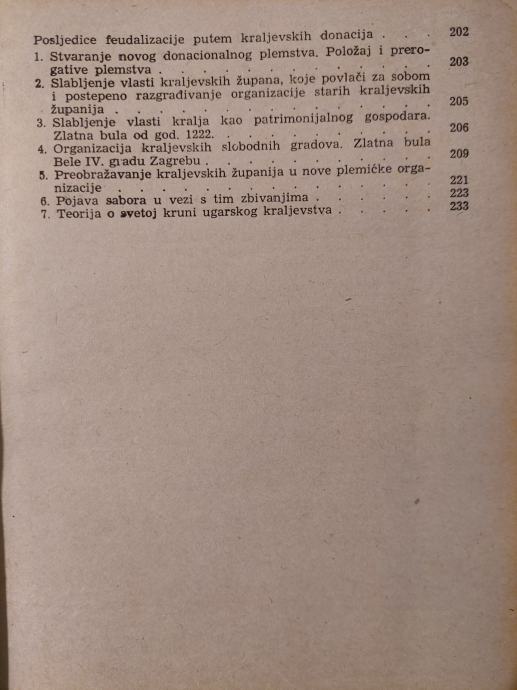 Posljedice feudalizacije putem kraljevskih donacija . . . 202
1. Stvaranje novog donacionalnog plemstva. Položaj i prero-
gative plemstva . . . . . . . . . . . . 203
2. Slabljenje vlasti kraljevskih župana, koje povlači za sobom
i postepeno razgrađivanje organizacije starih kraljevskih
županija . . . . . . . . . . . . . . 205
3. Slabljenje vlasti kralja kao patrimonijalnog gospodara.
Zlatna bula od god. 1222. . . . . . . . . . 206
4. Organizacija kraljevskih slobodnih gradova. Zlatna bula
Bele IV. gradu Zagrebu . . . . . . . . . . 209
5. Preobražavanje kraljevskih županija u nove plemićke orga-
nizacije . . . . . . . . . . . . . . 221
6. Pojava sabora u vezi s tim zbivanjima . . . . . . 223
7. Teorija o svetoj kruni ugarskog kraljevstva . . . . . 233